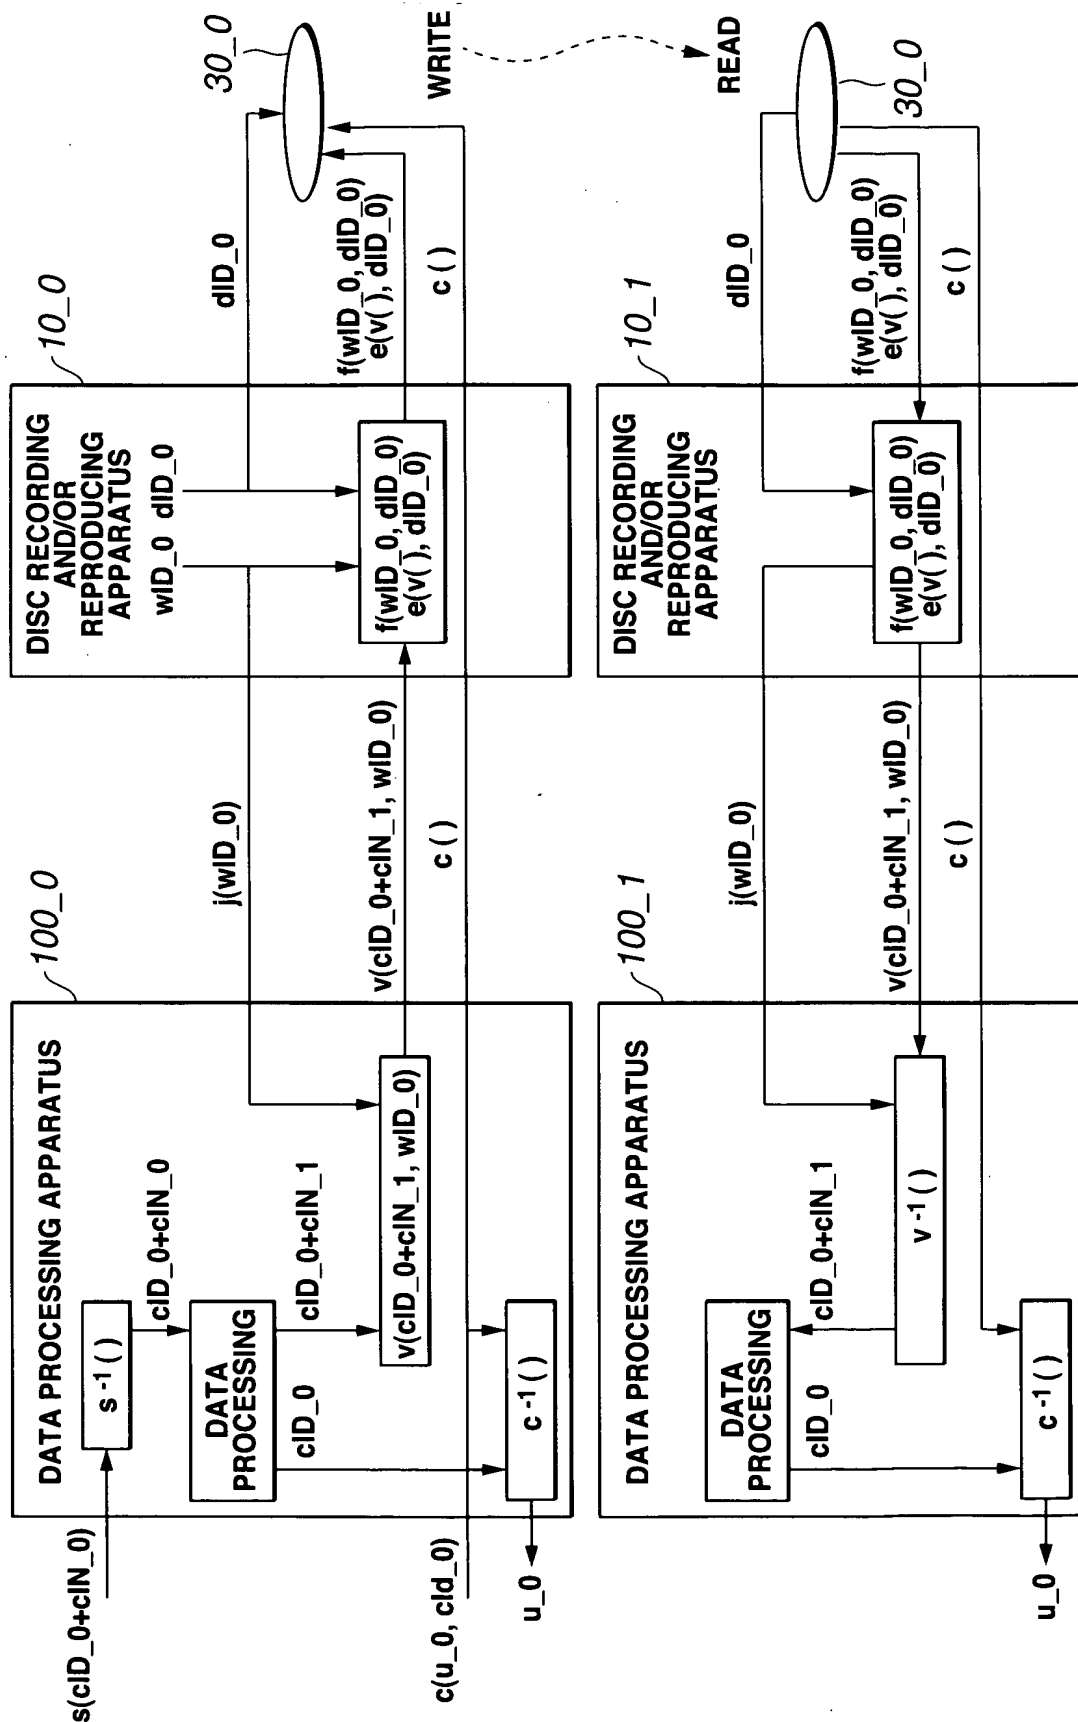 DATA PROCESSING APPARATUS
100_0
s(cID_0+cIN_0)
s⁻¹( )
cID_0+cIN_0
DATA
PROCESSING
cID_0
cID_0+cIN_1
v(cID_0+cIN_1, wID_0)
c(u_0, cId_0)
c⁻¹( )
u_0
j(wID_0)
v(cID_0+cIN_1, wID_0)
c( )
DISC RECORDING
AND/OR
REPRODUCING
APPARATUS
10_0
wID_0 dID_0
f(wID_0, dID_0)
e(v( ), dID_0)
dID_0
f(wID_0, dID_0)
e(v( ), dID_0)
c( )
30_0
WRITE
READ
DATA PROCESSING APPARATUS
100_1
DATA
PROCESSING
cID_0
cID_0+cIN_1
v⁻¹( )
c⁻¹( )
u_0
j(wID_0)
v(cID_0+cIN_1, wID_0)
c( )
DISC RECORDING
AND/OR
REPRODUCING
APPARATUS
10_1
f(wID_0, dID_0)
e(v( ), dID_0)
dID_0
f(wID_0, dID_0)
e(v( ), dID_0)
c( )
30_0